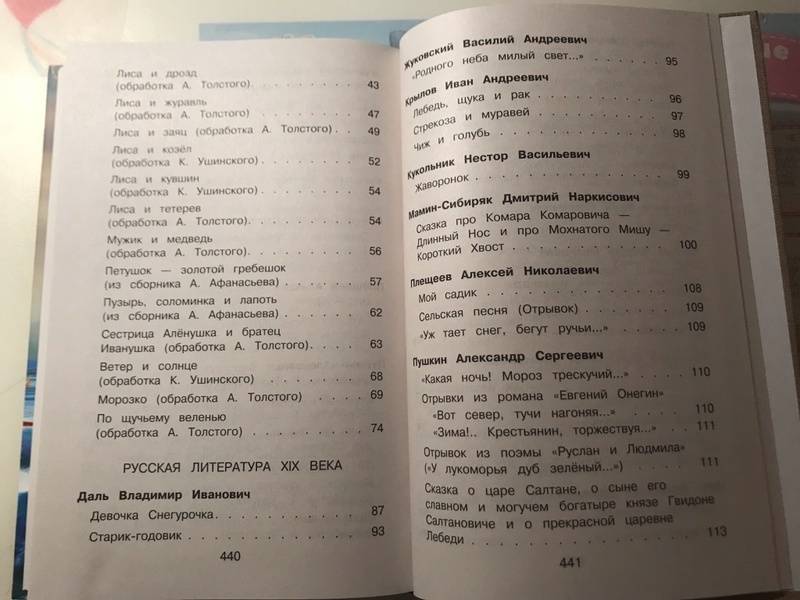 Лиса и дрозд
(обработка А. Толстого). . . . . . . . . 43
Лиса и журавль
(обработка А. Толстого) . . . . . . . . 47
Лиса и заяц (обработка А. Толстого). . 49
Лиса и козёл
(обработка К. Ушинского). . . . . . . . 52
Лиса и кувшин
(обработка К. Ушинского). . . . . . . . 54
Лиса и тетерев
(обработка А. Толстого) . . . . . . . . 54
Мужик и медведь
(обработка А. Толстого). . . . . . . . . 56
Петушок — золотой гребешок
(из сборника А. Афанасьева) . . . . . 57
Пузырь, соломинка и лапоть
(из сборника А. Афанасьева). . . . . . 62
Сестрица Алёнушка и братец
Иванушка (обработка А. Толстого). . . . 63
Ветер и солнце
(обработка К. Ушинского) . . . . . . . 68
Морозко (обработка А. Толстого) . . . 69
По щучьему веленью
(обработка А. Толстого) . . . . . . . . 74
РУССКАЯ ЛИТЕРАТУРА XIX ВЕКА
Даль Владимир Иванович
Девочка Снегурочка. . . . . . . . . . . 87
Старик-годовик . . . . . . . . . . . . . 93
440
Жуковский Василий Андреевич
«Родного неба милый свет...» . . . . . . 95
Крылов Иван Андреевич
Лебедь, щука и рак . . . . . . . . . . 96
Стрекоза и муравей . . . . . . . . . . 97
Чиж и голубь . . . . . . . . . . . . . 98
Кукольник Нестор Васильевич
Жаворонок . . . . . . . . . . . . . . . 99
Мамин-Сибиряк Дмитрий Наркисович
Сказка про Комара Комаровича —
Длинный Нос и про Мохнатого Мишу —
Короткий Хвост . . . . . . . . . . . . 100
Плещеев Алексей Николаевич
Мой садик . . . . . . . . . . . . . . . 108
Сельская песня (Отрывок) . . . . . . . 109
«Уж тает снег, бегут ручьи...» . . . . . 109
Пушкин Александр Сергеевич
«Какая ночь! Мороз трескучий...» . . . . 110
Отрывки из романа «Евгений Онегин»
«Вот север, тучи нагоняя...» . . . . . 110
«Зима!.. Крестьянин, торжествуя...» . . . 111
Отрывок из поэмы «Руслан и Людмила»
(«У лукоморья дуб зелёный...») . . . . . 111
Сказка о царе Салтане, о сыне его
славном и могучем богатыре князе Гвидоне
Салтановиче и о прекрасной царевне
Лебеди . . . . . . . . . . . . . . . . 113
441